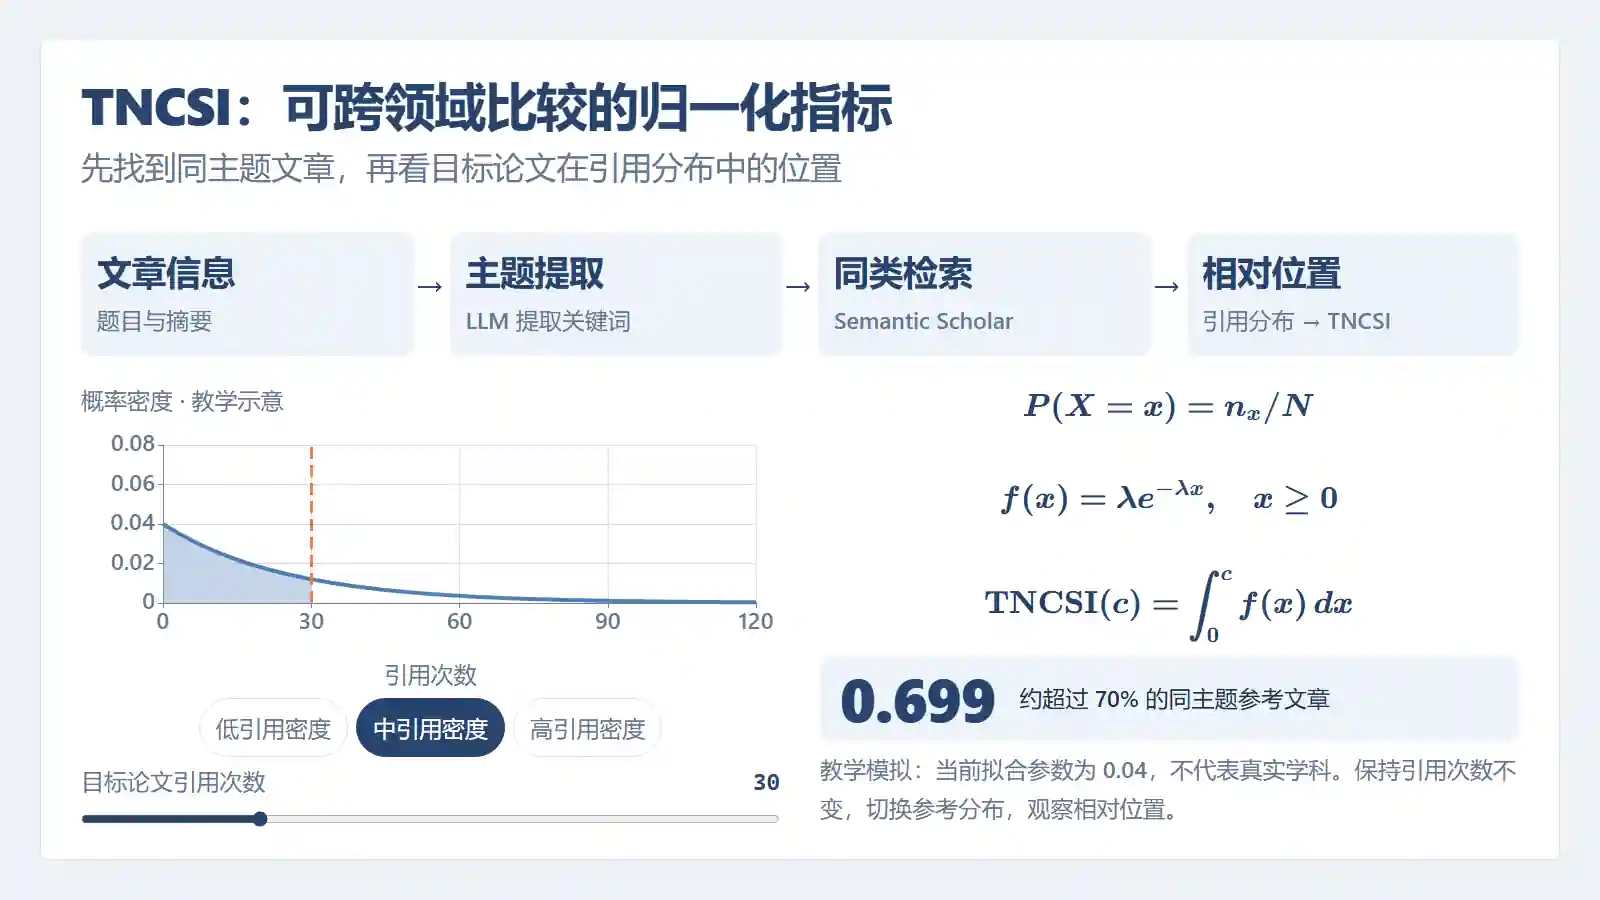 TNCSI：可跨领域比较的归一化指标
先找到同主题文章，再看目标论文在引用分布中的位置
文章信息
题目与摘要
→
主题提取
LLM 提取关键词
→
同类检索
Semantic Scholar
→
相对位置
引用分布 → TNCSI
概率密度 · 教学示意
0.08
0.06
0.04
0.02
0
0 30 60 90 120
引用次数
低引用密度 中引用密度 高引用密度
目标论文引用次数 30
P(X = x) = nₓ/N
f(x) = λe^{−λx}, x ≥ 0
TNCSI(c) = ∫₀ᶜ f(x) dx
0.699 约超过 70% 的同主题参考文章
教学模拟：当前拟合参数为 0.04，不代表真实学科。保持引用次数不
变，切换参考分布，观察相对位置。